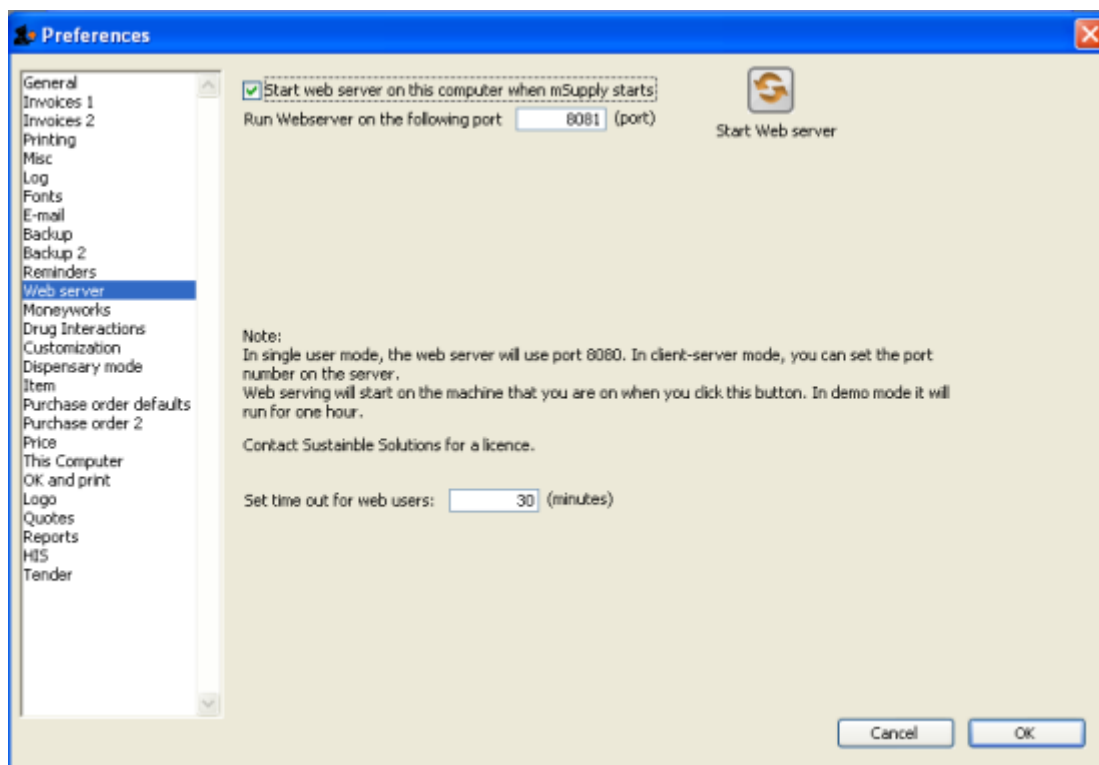 Preferences
General
Invoices 1
Invoices 2
Printing
Misc
Log
Fonts
E-mail
Backup
Backup 2
Reminders
Web server
Moneyworks
Drug Interactions
Customization
Dispensary mode
Item
Purchase order defaults
Purchase order 2
Price
This Computer
OK and print
Logo
Quotes
Reports
HIS
Tender
Start web server on this computer when mSupply starts
Run Webserver on the following port 8081 (port)
Start Web server
Note:
In single user mode, the web server will use port 8080. In client-server mode, you can set the port
number on the server.
Web serving will start on the machine that you are on when you click this button. In demo mode it will
run for one hour.
Contact Sustainble Solutions for a licence.
Set time out for web users: 30 (minutes)
Cancel OK